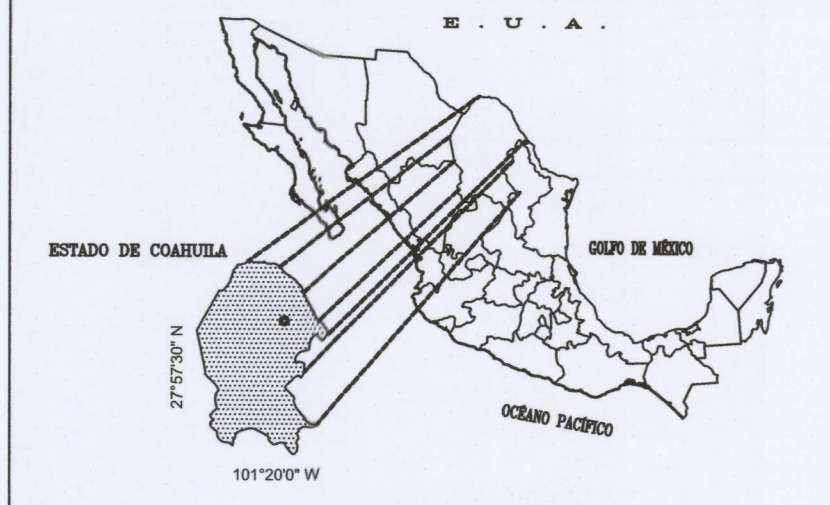 E . U . A .
ESTADO DE COAHUILA
GOLFO DE MÉXICO
27°57'30" N
OCÉANO PACÍFICO
101°20'0" W